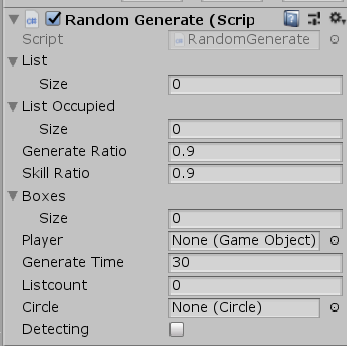 Random Generate (Scrip
Script RandomGenerate
List
Size 0
List Occupied
Size 0
Generate Ratio 0.9
Skill Ratio 0.9
Boxes
Size 0
Player None (Game Object)
Generate Time 30
Listcount 0
Circle None (Circle)
Detecting